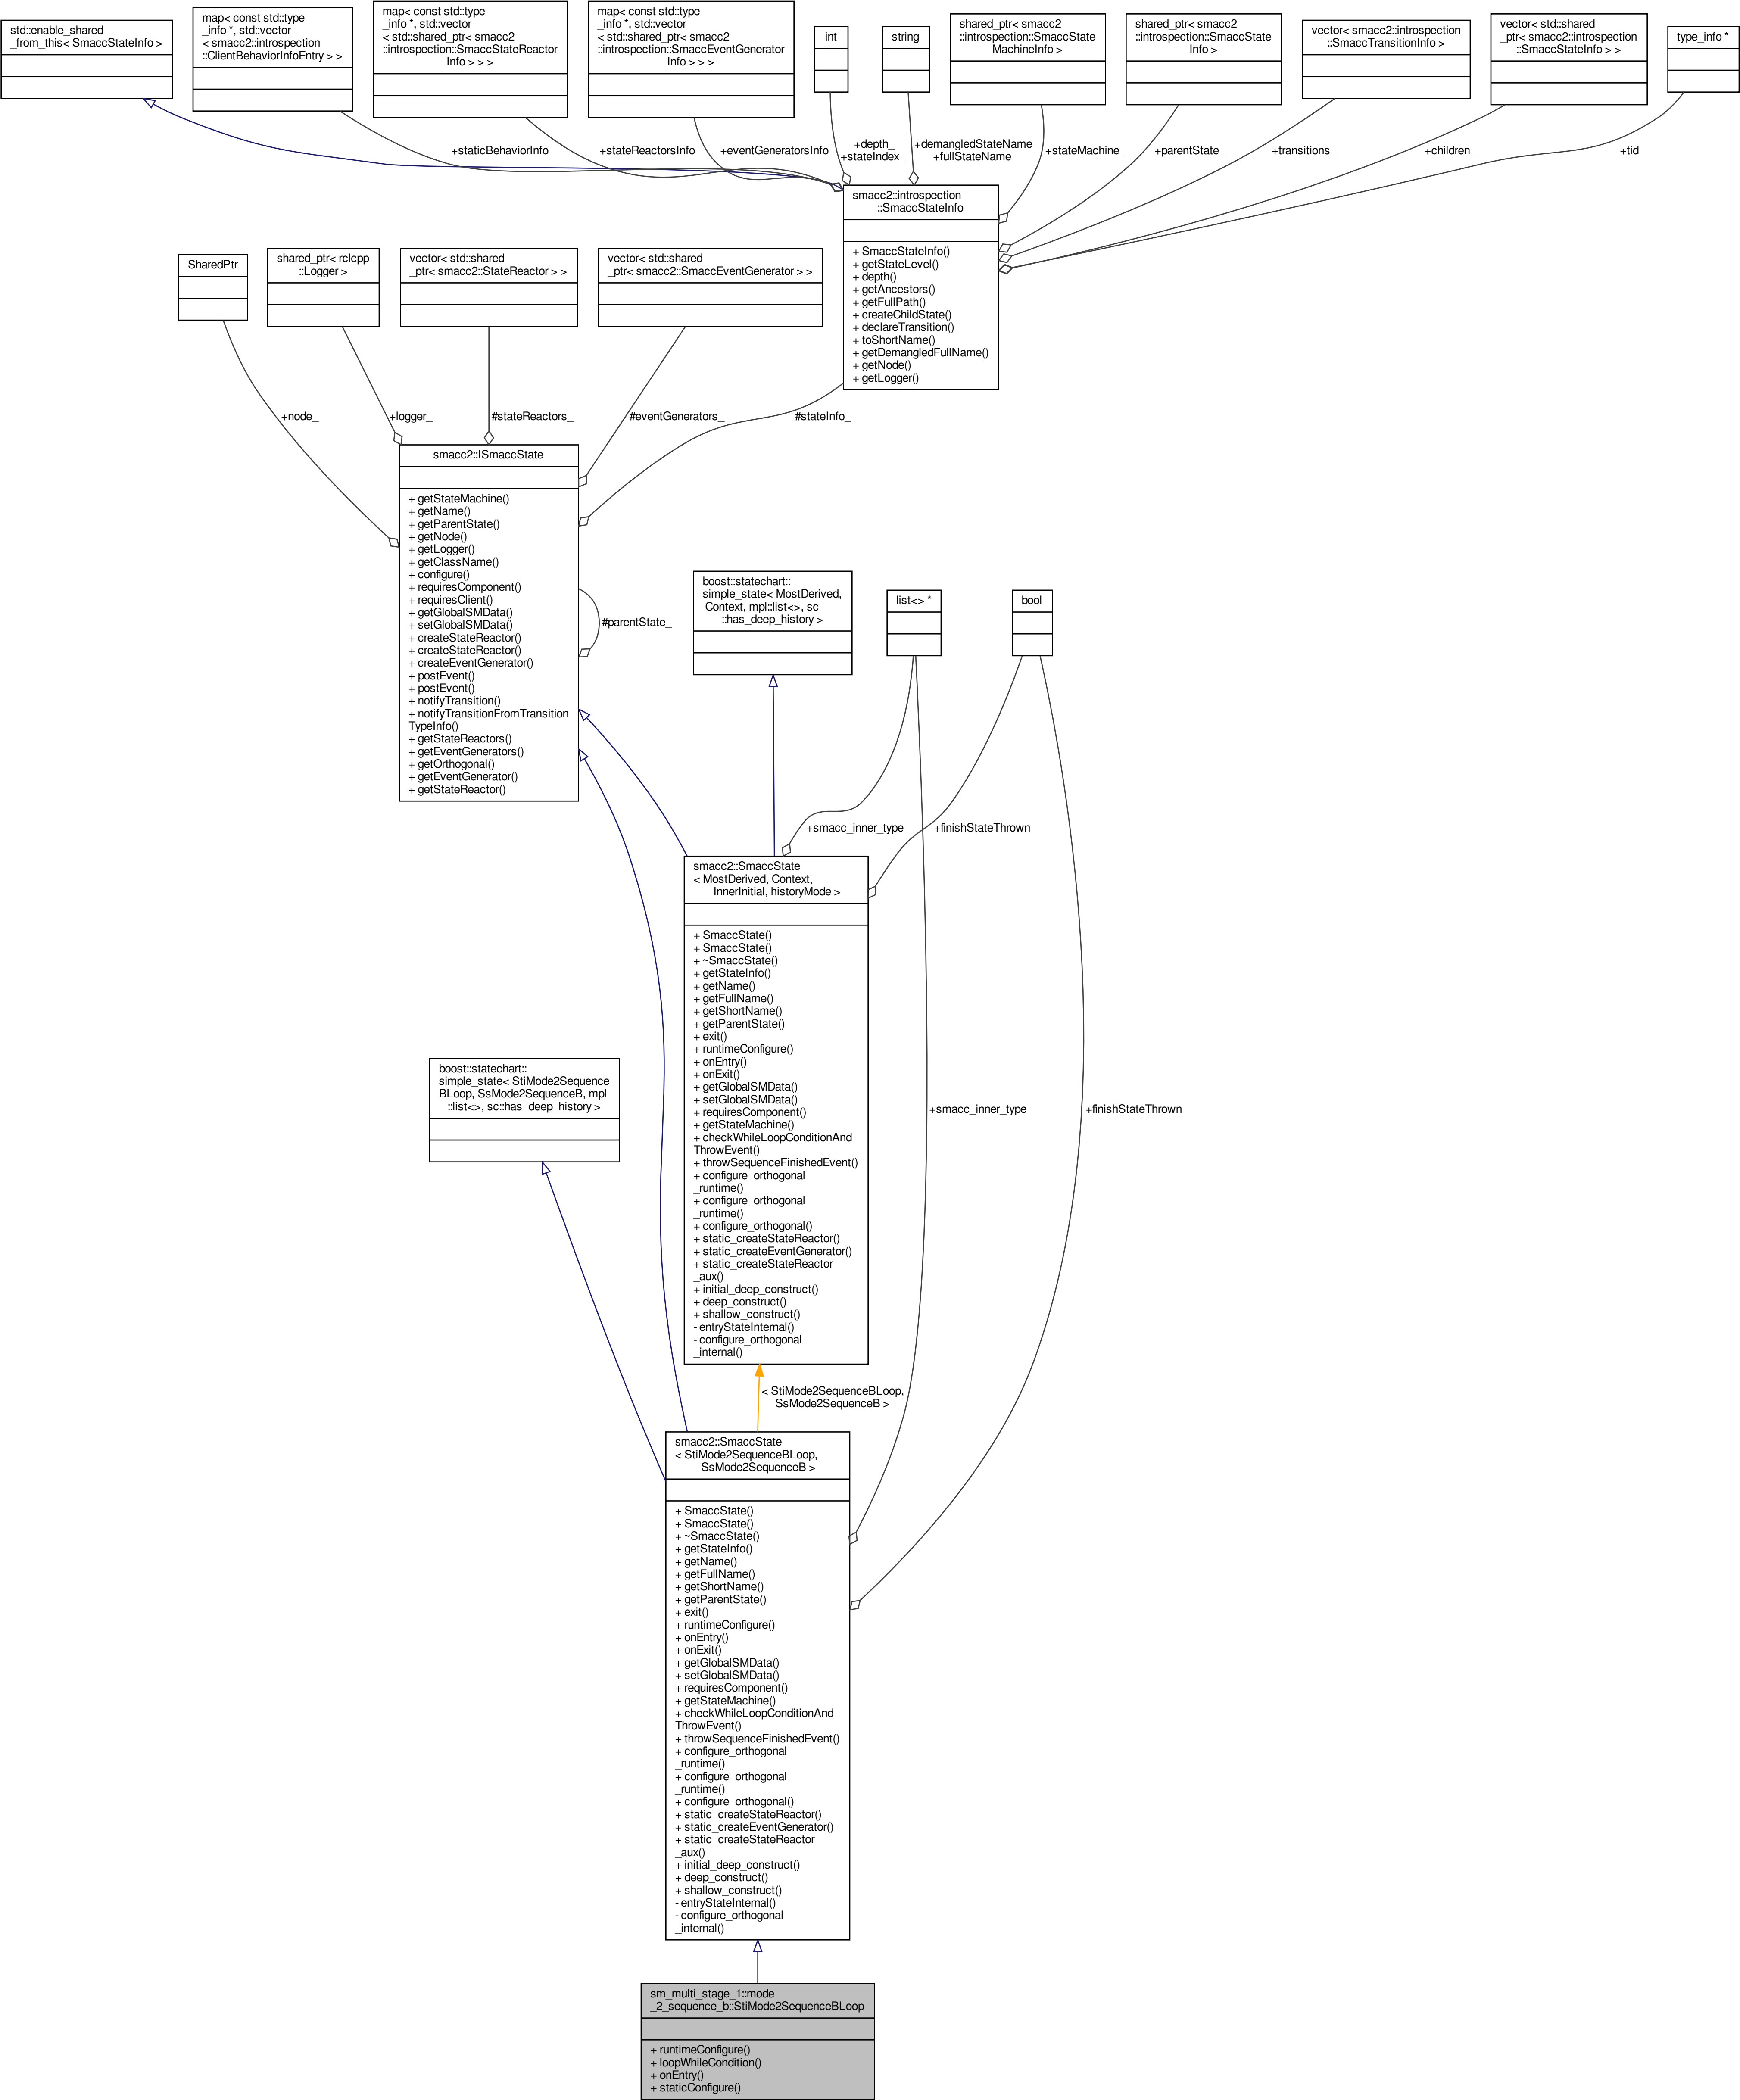 std::enable_shared
_from_this< SmaccStateInfo >
map< const std::type
_info *, std::vector
< smacc2::introspection
::ClientBehaviorInfoEntry > >
map< const std::type
_info *, std::vector
< std::shared_ptr< smacc2
::introspection::SmaccStateReactor
Info > > >
map< const std::type
_info *, std::vector
< std::shared_ptr< smacc2
::introspection::SmaccEventGenerator
Info > > >
int
string
shared_ptr< smacc2
::introspection::SmaccState
MachineInfo >
shared_ptr< smacc2
::introspection::SmaccState
Info >
vector< smacc2::introspection
::SmaccTransitionInfo >
vector< std::shared
_ptr< smacc2::introspection
::SmaccStateInfo > >
type_info *
+staticBehaviorInfo
+stateReactorsInfo
+eventGeneratorsInfo
+depth_
+stateIndex_
+demangledStateName
+fullStateName
+stateMachine_
+parentState_
+transitions_
+children_
+tid_
smacc2::introspection
::SmaccStateInfo
+ SmaccStateInfo()
+ getStateLevel()
+ depth()
+ getAncestors()
+ getFullPath()
+ createChildState()
+ declareTransition()
+ toShortName()
+ getDemangledFullName()
+ getNode()
+ getLogger()
SharedPtr
shared_ptr< rclcpp
::Logger >
vector< std::shared
_ptr< smacc2::StateReactor > >
vector< std::shared
_ptr< smacc2::SmaccEventGenerator > >
+node_
+logger_
#stateReactors_
#eventGenerators_
#stateInfo_
smacc2::ISmaccState
+ getStateMachine()
+ getName()
+ getParentState()
+ getNode()
+ getLogger()
+ getClassName()
+ configure()
+ requiresComponent()
+ requiresClient()
+ getGlobalSMData()
+ setGlobalSMData()
+ createStateReactor()
+ createStateReactor()
+ createEventGenerator()
+ postEvent()
+ postEvent()
+ notifyTransition()
+ notifyTransitionFromTransition
TypeInfo()
+ getStateReactors()
+ getEventGenerators()
+ getOrthogonal()
+ getEventGenerator()
+ getStateReactor()
#parentState_
boost::statechart::
simple_state< MostDerived,
Context, mpl::list<>, sc
::has_deep_history >
list<> *
bool
+smacc_inner_type
+finishStateThrown
smacc2::SmaccState
< MostDerived, Context,
InnerInitial, historyMode >
+ SmaccState()
+ SmaccState()
+ ~SmaccState()
+ getStateInfo()
+ getName()
+ getFullName()
+ getShortName()
+ getParentState()
+ exit()
+ runtimeConfigure()
+ onEntry()
+ onExit()
+ getGlobalSMData()
+ setGlobalSMData()
+ requiresComponent()
+ getStateMachine()
+ checkWhileLoopConditionAnd
ThrowEvent()
+ throwSequenceFinishedEvent()
+ configure_orthogonal
_runtime()
+ configure_orthogonal
_runtime()
+ configure_orthogonal()
+ static_createStateReactor()
+ static_createEventGenerator()
+ static_createStateReactor
_aux()
+ initial_deep_construct()
+ deep_construct()
+ shallow_construct()
- entryStateInternal()
- configure_orthogonal
_internal()
boost::statechart::
simple_state< StiMode2Sequence
BLoop, SsMode2SequenceB, mpl
::list<>, sc::has_deep_history >
+smacc_inner_type
+finishStateThrown
< StiMode2SequenceBLoop,
SsMode2SequenceB >
smacc2::SmaccState
< StiMode2SequenceBLoop,
SsMode2SequenceB >
+ SmaccState()
+ SmaccState()
+ ~SmaccState()
+ getStateInfo()
+ getName()
+ getFullName()
+ getShortName()
+ getParentState()
+ exit()
+ runtimeConfigure()
+ onEntry()
+ onExit()
+ getGlobalSMData()
+ setGlobalSMData()
+ requiresComponent()
+ getStateMachine()
+ checkWhileLoopConditionAnd
ThrowEvent()
+ throwSequenceFinishedEvent()
+ configure_orthogonal
_runtime()
+ configure_orthogonal
_runtime()
+ configure_orthogonal()
+ static_createStateReactor()
+ static_createEventGenerator()
+ static_createStateReactor
_aux()
+ initial_deep_construct()
+ deep_construct()
+ shallow_construct()
- entryStateInternal()
- configure_orthogonal
_internal()
sm_multi_stage_1::mode
_2_sequence_b::StiMode2SequenceBLoop
+ runtimeConfigure()
+ loopWhileCondition()
+ onEntry()
+ staticConfigure()